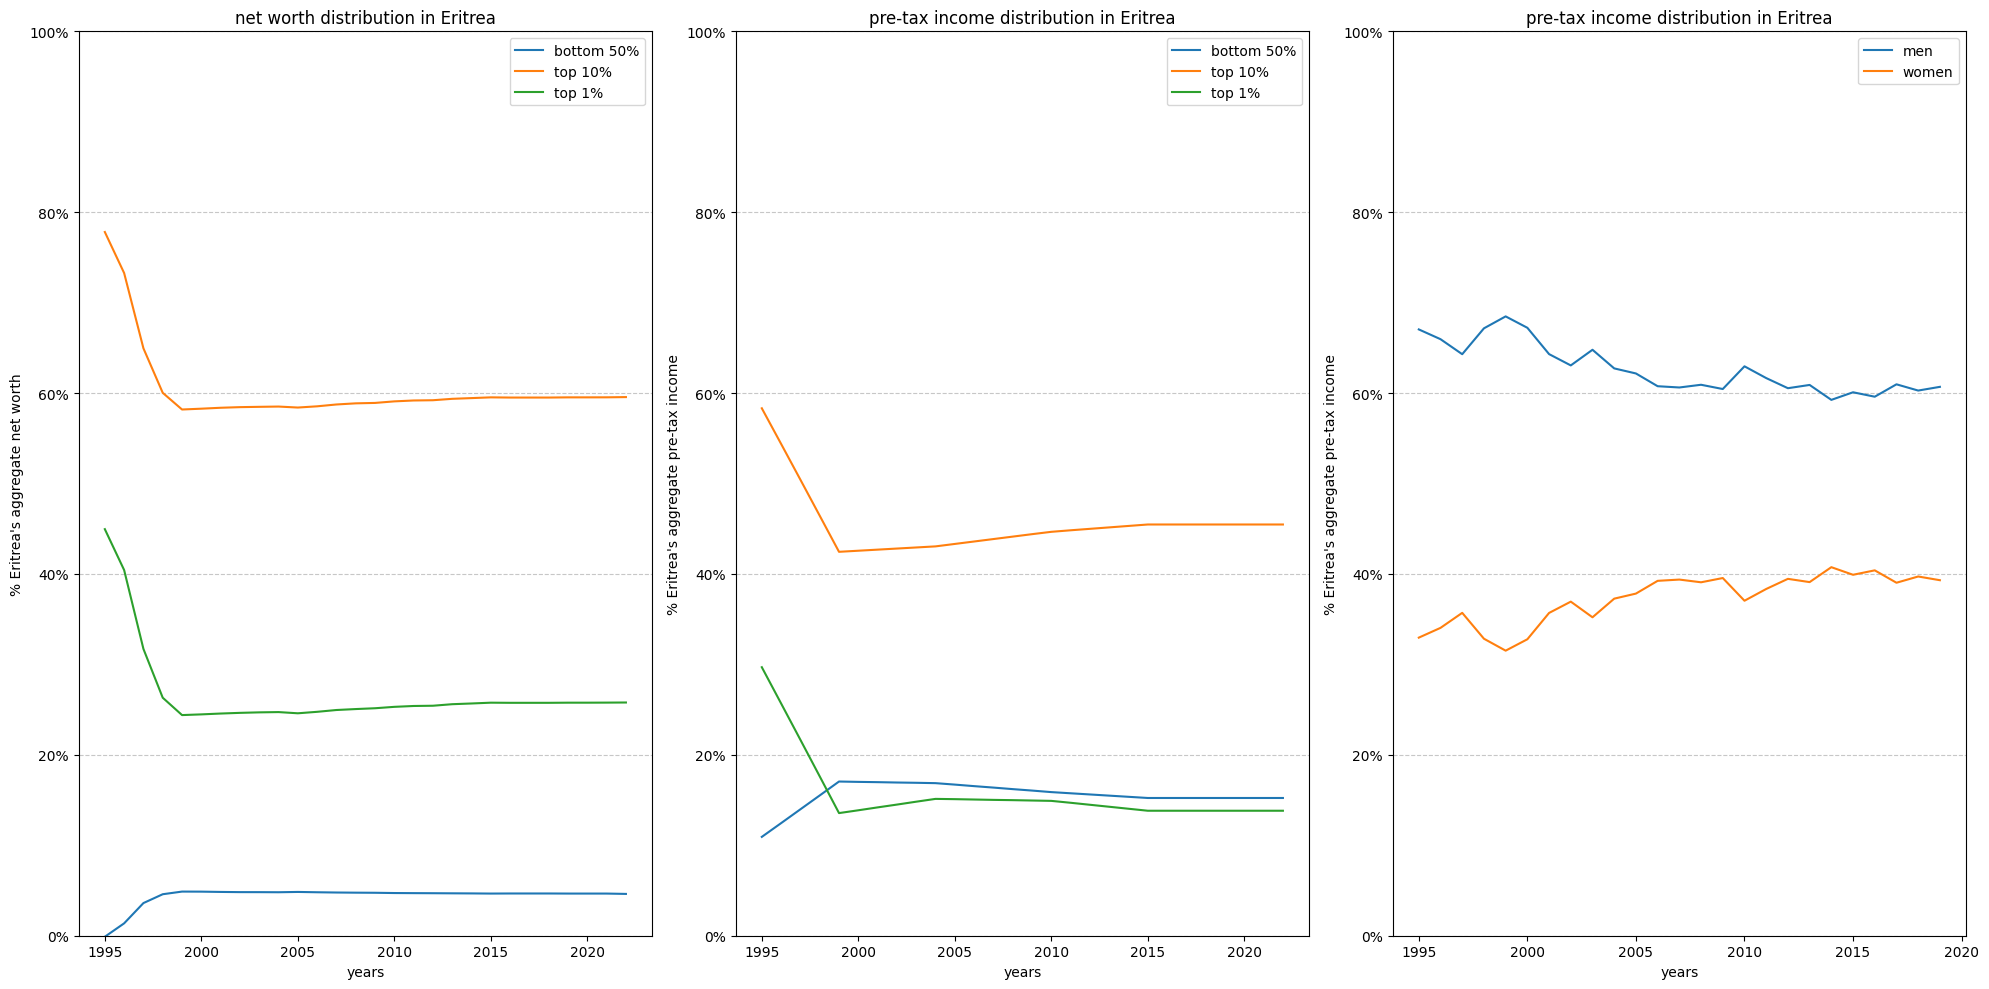 net worth distribution in Eritrea
% Eritrea's aggregate net worth
100%
80%
60%
40%
20%
0%
bottom 50%
top 10%
top 1%
1995
2000
2005
2010
2015
2020
years
pre-tax income distribution in Eritrea
% Eritrea's aggregate pre-tax income
100%
80%
60%
40%
20%
0%
bottom 50%
top 10%
top 1%
1995
2000
2005
2010
2015
2020
years
pre-tax income distribution in Eritrea
% Eritrea's aggregate pre-tax income
100%
80%
60%
40%
20%
0%
men
women
1995
2000
2005
2010
2015
2020
years